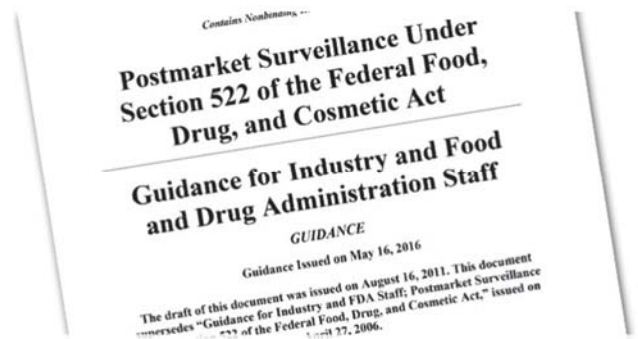 Contains Nonbinding
Postmarket Surveillance Under
Section 522 of the Federal Food,
Drug, and Cosmetic Act
Guidance for Industry and Food
and Drug Administration Staff
GUIDANCE
Guidance Issued on May 16, 2016
The draft of this document was issued on August 16, 2011. This document
supersedes “Guidance for Industry and FDA Staff; Postmarket Surveillance
522 of the Federal Food, Drug, and Cosmetic Act,” issued on
April 27, 2006.